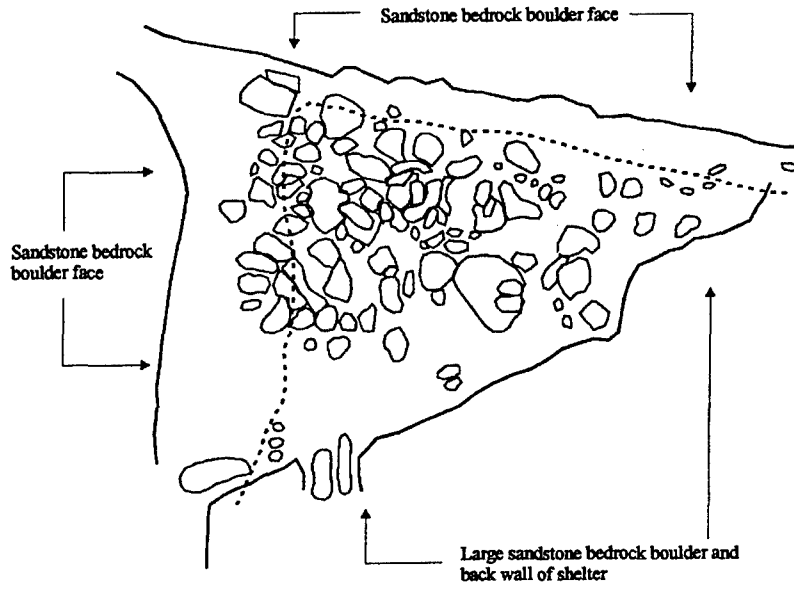 Sandstone bedrock boulder face
Sandstone bedrock
boulder face
Large sandstone bedrock boulder and
back wall of shelter